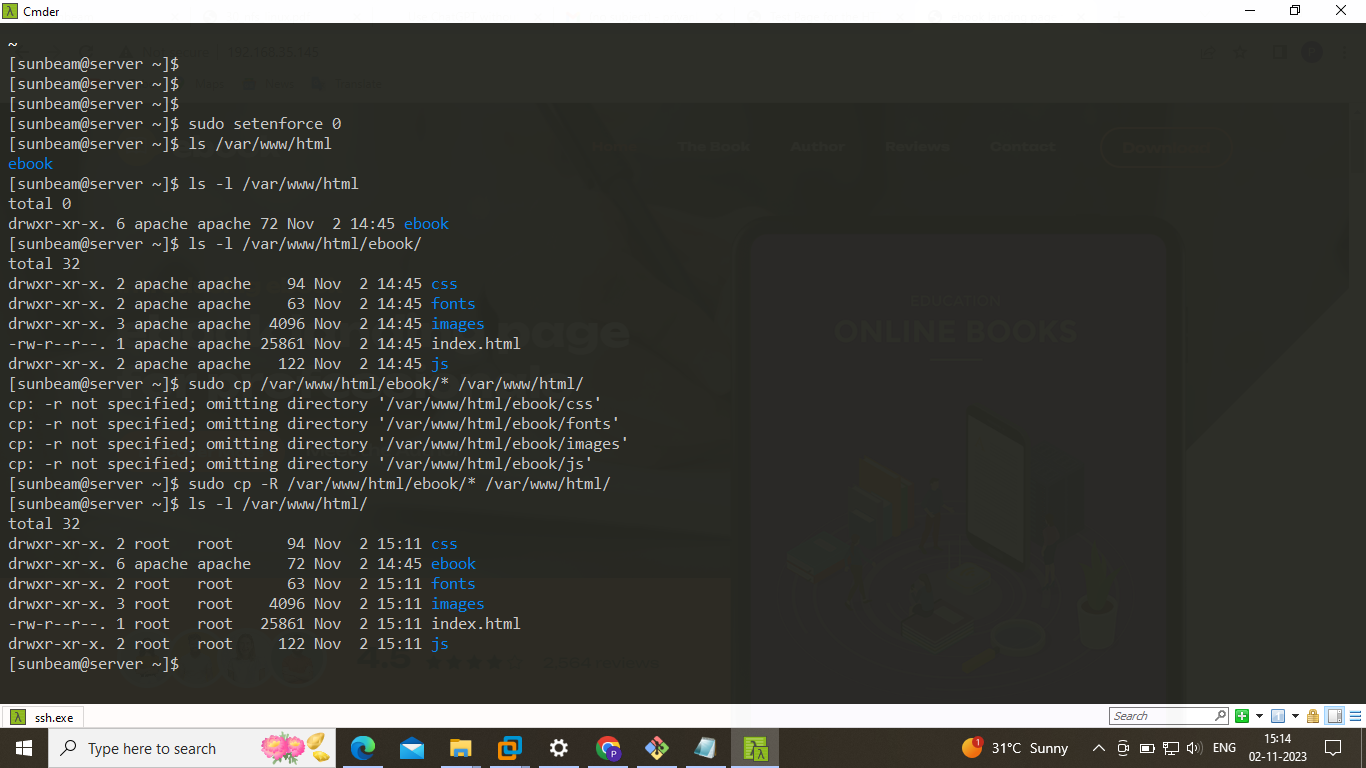 Cmder
~
[sunbeam@server ~]$
[sunbeam@server ~]$
[sunbeam@server ~]$
[sunbeam@server ~]$ sudo setenforce 0
[sunbeam@server ~]$ ls /var/www/html
ebook
[sunbeam@server ~]$ ls -l /var/www/html
total 0
drwxr-xr-x. 6 apache apache 72 Nov  2 14:45 ebook
[sunbeam@server ~]$ ls -l /var/www/html/ebook/
total 32
drwxr-xr-x. 2 apache apache    94 Nov  2 14:45 css
drwxr-xr-x. 2 apache apache    63 Nov  2 14:45 fonts
drwxr-xr-x. 3 apache apache  4096 Nov  2 14:45 images
-rw-r--r--. 1 apache apache 25861 Nov  2 14:45 index.html
drwxr-xr-x. 2 apache apache   122 Nov  2 14:45 js
[sunbeam@server ~]$ sudo cp /var/www/html/ebook/* /var/www/html/
cp: -r not specified; omitting directory '/var/www/html/ebook/css'
cp: -r not specified; omitting directory '/var/www/html/ebook/fonts'
cp: -r not specified; omitting directory '/var/www/html/ebook/images'
cp: -r not specified; omitting directory '/var/www/html/ebook/js'
[sunbeam@server ~]$ sudo cp -R /var/www/html/ebook/* /var/www/html/
[sunbeam@server ~]$ ls -l /var/www/html/
total 32
drwxr-xr-x. 2 root   root      94 Nov  2 15:11 css
drwxr-xr-x. 6 apache apache    72 Nov  2 14:45 ebook
drwxr-xr-x. 2 root   root      63 Nov  2 15:11 fonts
drwxr-xr-x. 3 root   root    4096 Nov  2 15:11 images
-rw-r--r--. 1 root   root   25861 Nov  2 15:11 index.html
drwxr-xr-x. 2 root   root     122 Nov  2 15:11 js
[sunbeam@server ~]$
The Book Author Reviews Contact
page
EDUCATION
ONLINE BOOKS
ssh.exe
Search
Type here to search
31°C Sunny
ENG
15:14
02-11-2023